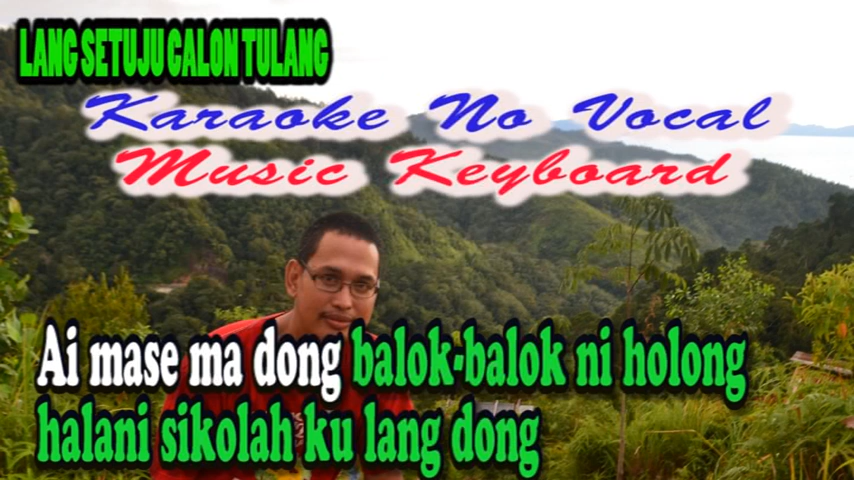 LANG SETUJU CALON TULANG
Karaoke No Vocal
Music Keyboard
Ai mase ma dong balok-balok ni holong
halani sikolah ku lang dong